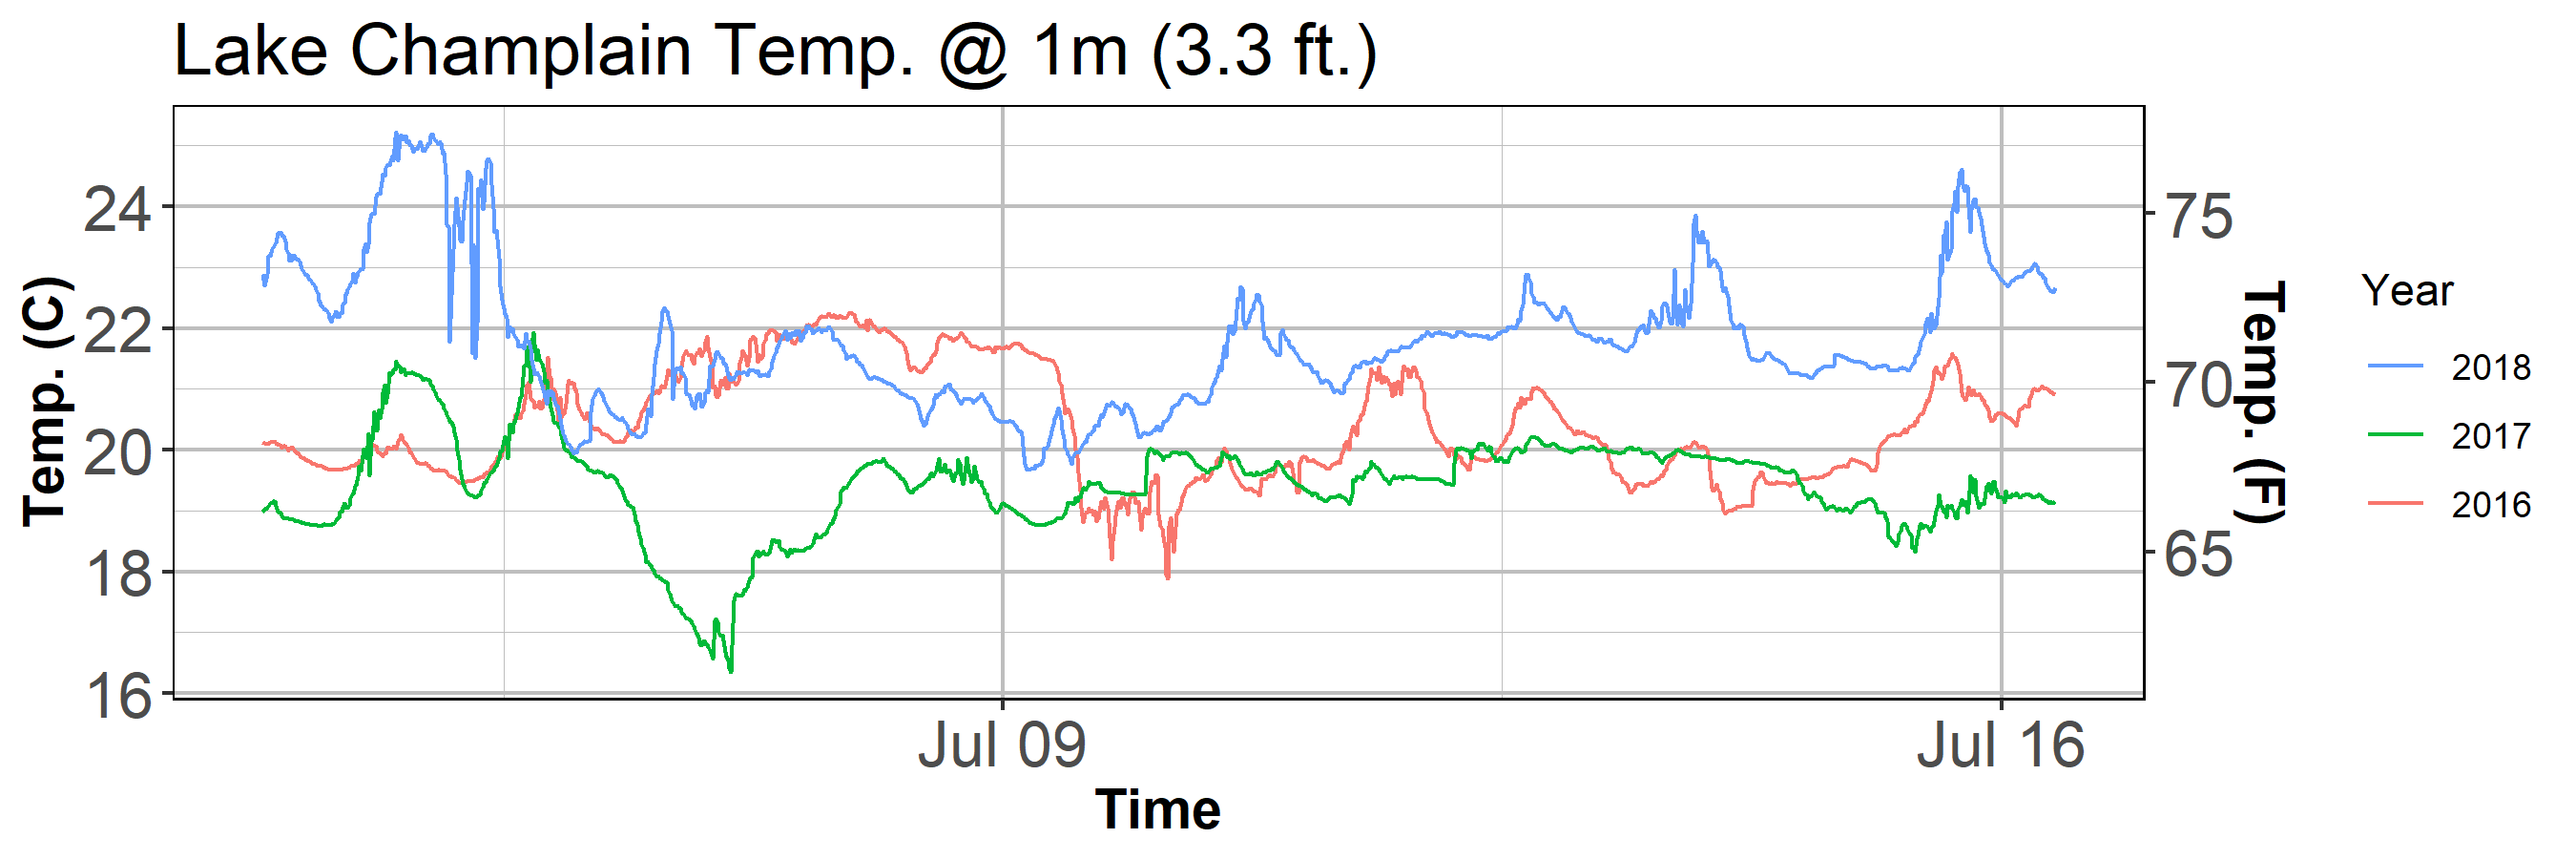 Lake Champlain Temp. @ 1m (3.3 ft.)
Temp. (C)
24
22
20
18
16
75
70
65
Temp. (F)
Jul 09
Jul 16
Time
Year
2018
2017
2016